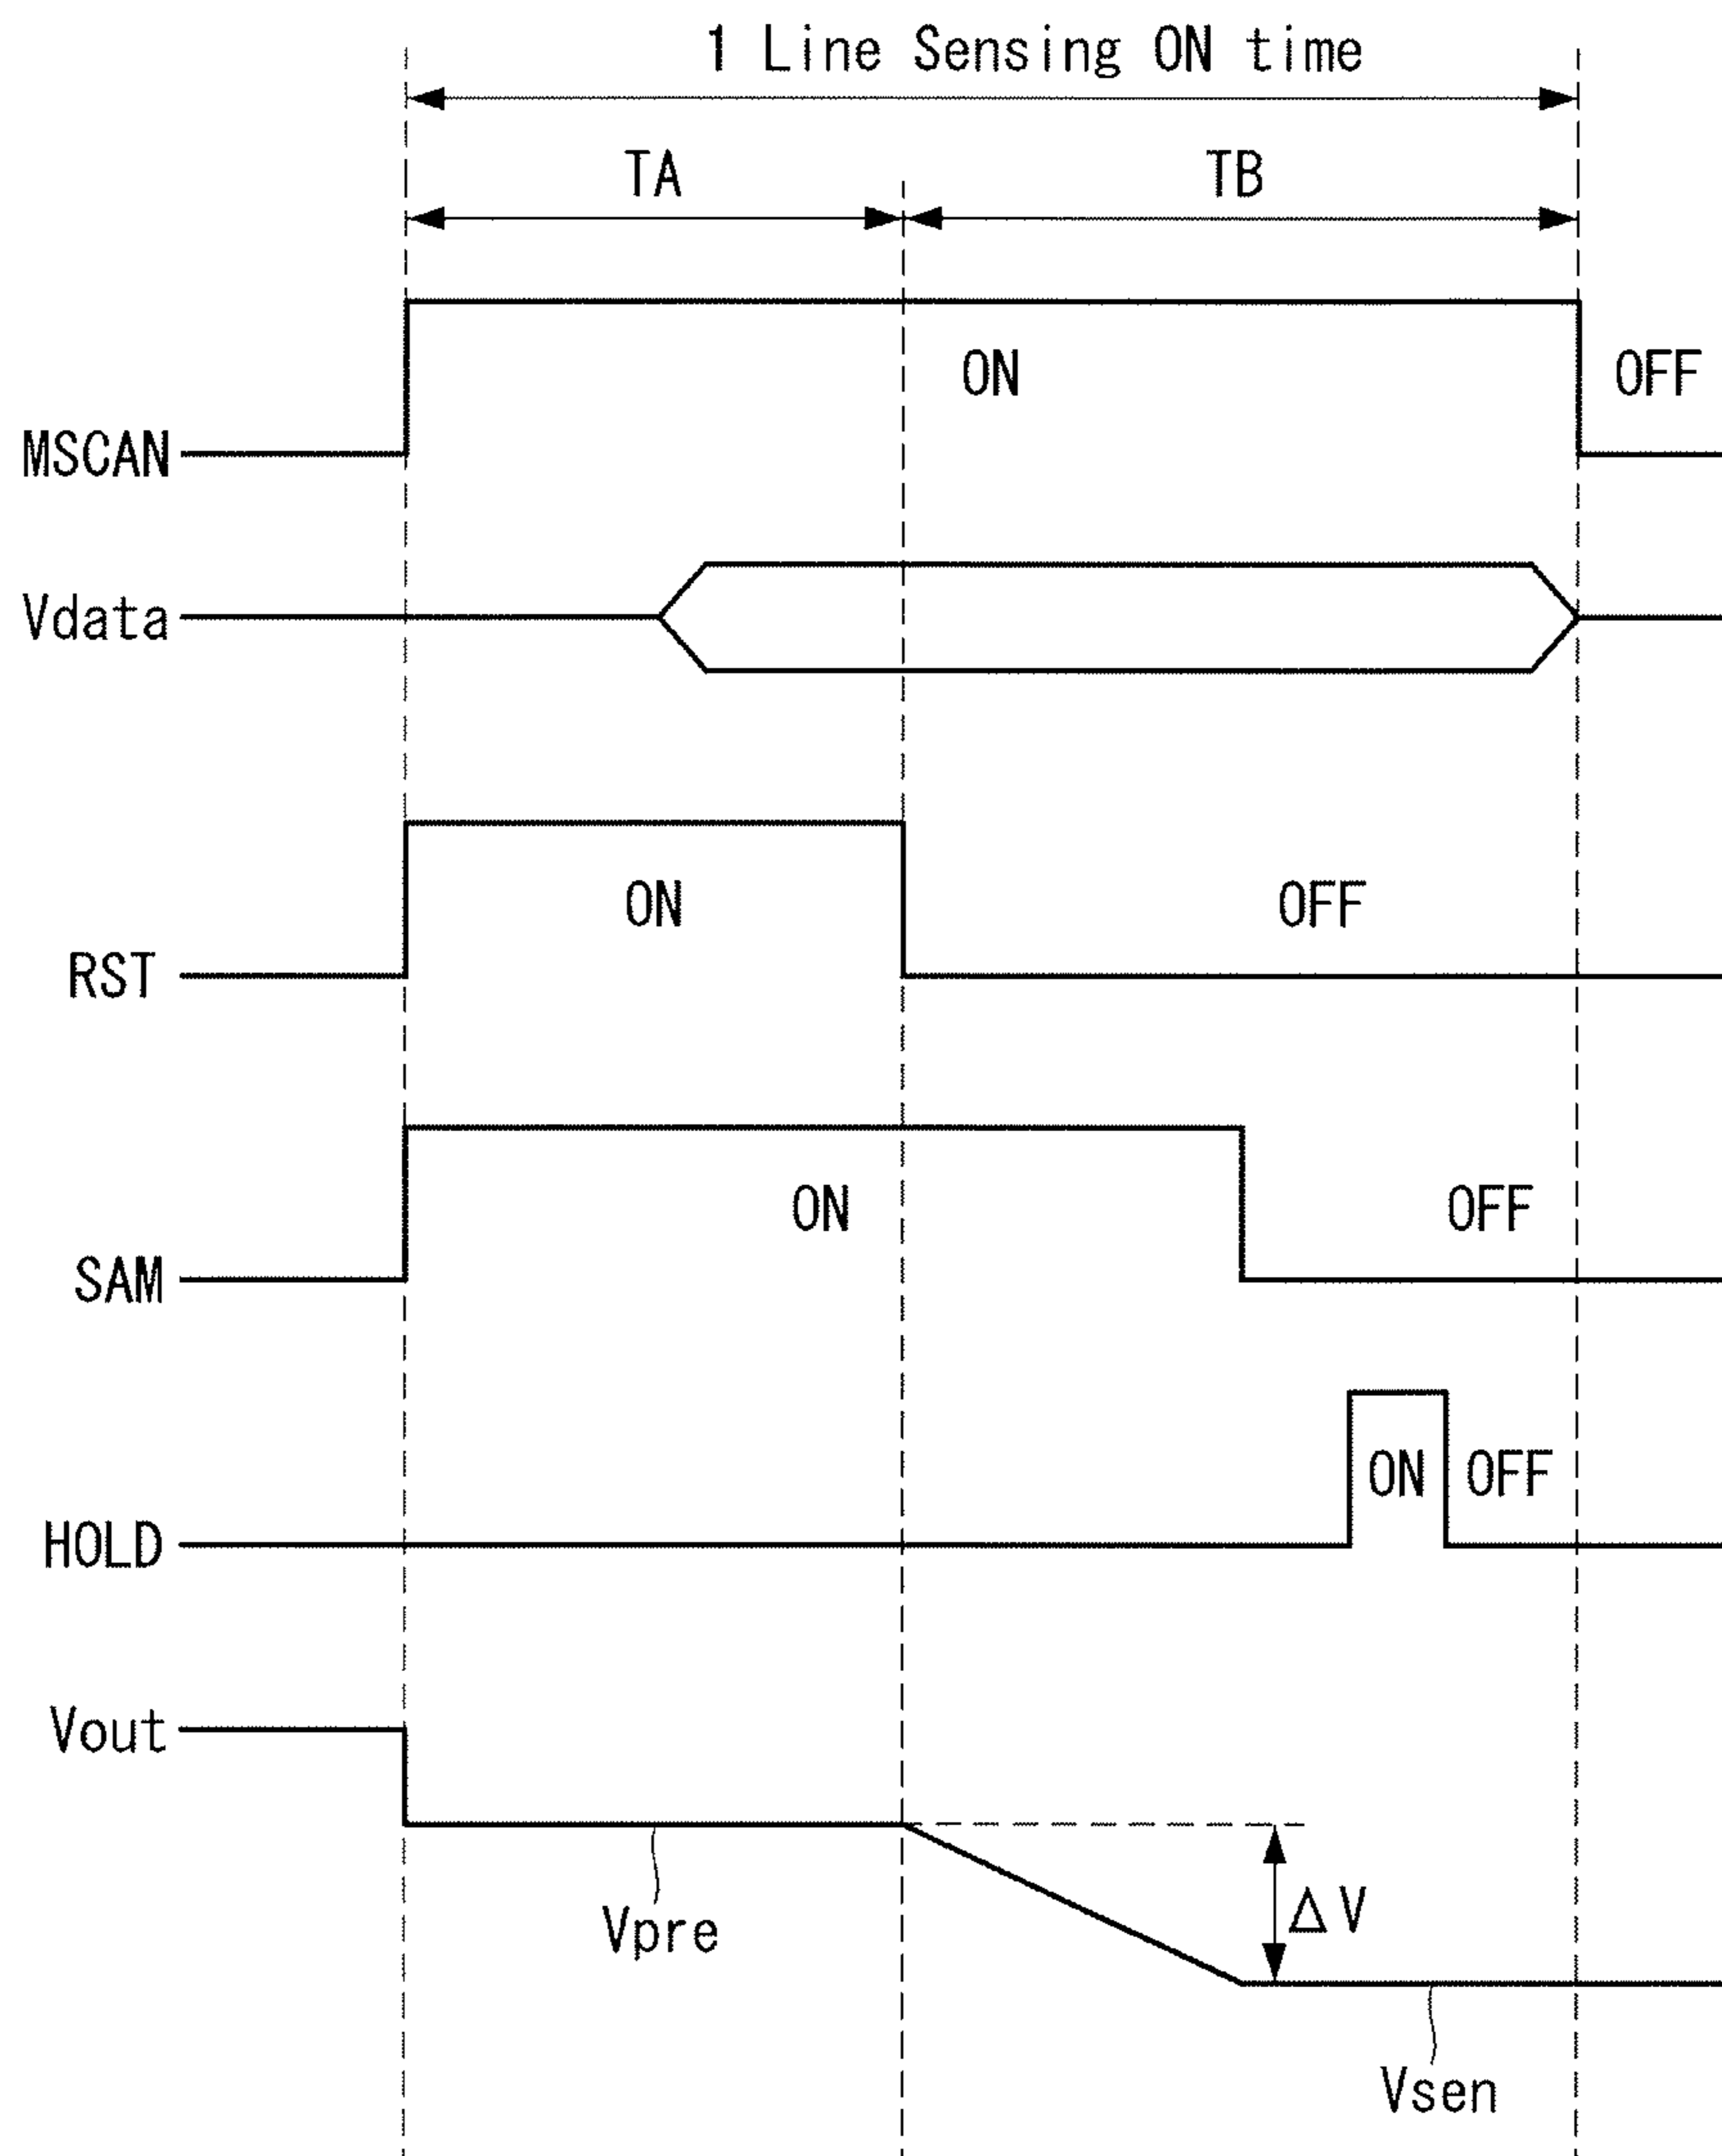 1 Line Sensing ON time
TA TB
ON OFF
MSCAN
Vdata
ON OFF
RST
ON OFF
SAM
ON OFF
HOLD
Vout
ΔV
Vpre
Vsen